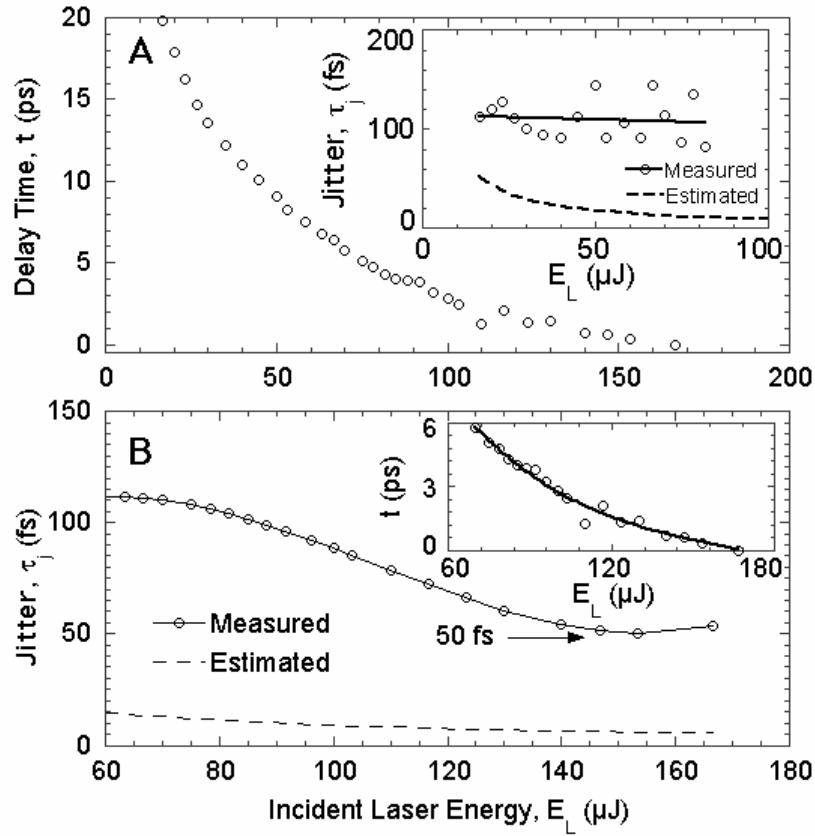 A
Delay Time, t (ps)
20
15
10
5
0
0 50 100 150 200
Jitter, τj (fs)
200
100
0
Measured
Estimated
0 50 100
EL (µJ)
B
Jitter, τj (fs)
150
100
50
0
t (ps)
6
3
0
60 120 180
EL (µJ)
Measured
Estimated
50 fs
60 80 100 120 140 160 180
Incident Laser Energy, EL (µJ)